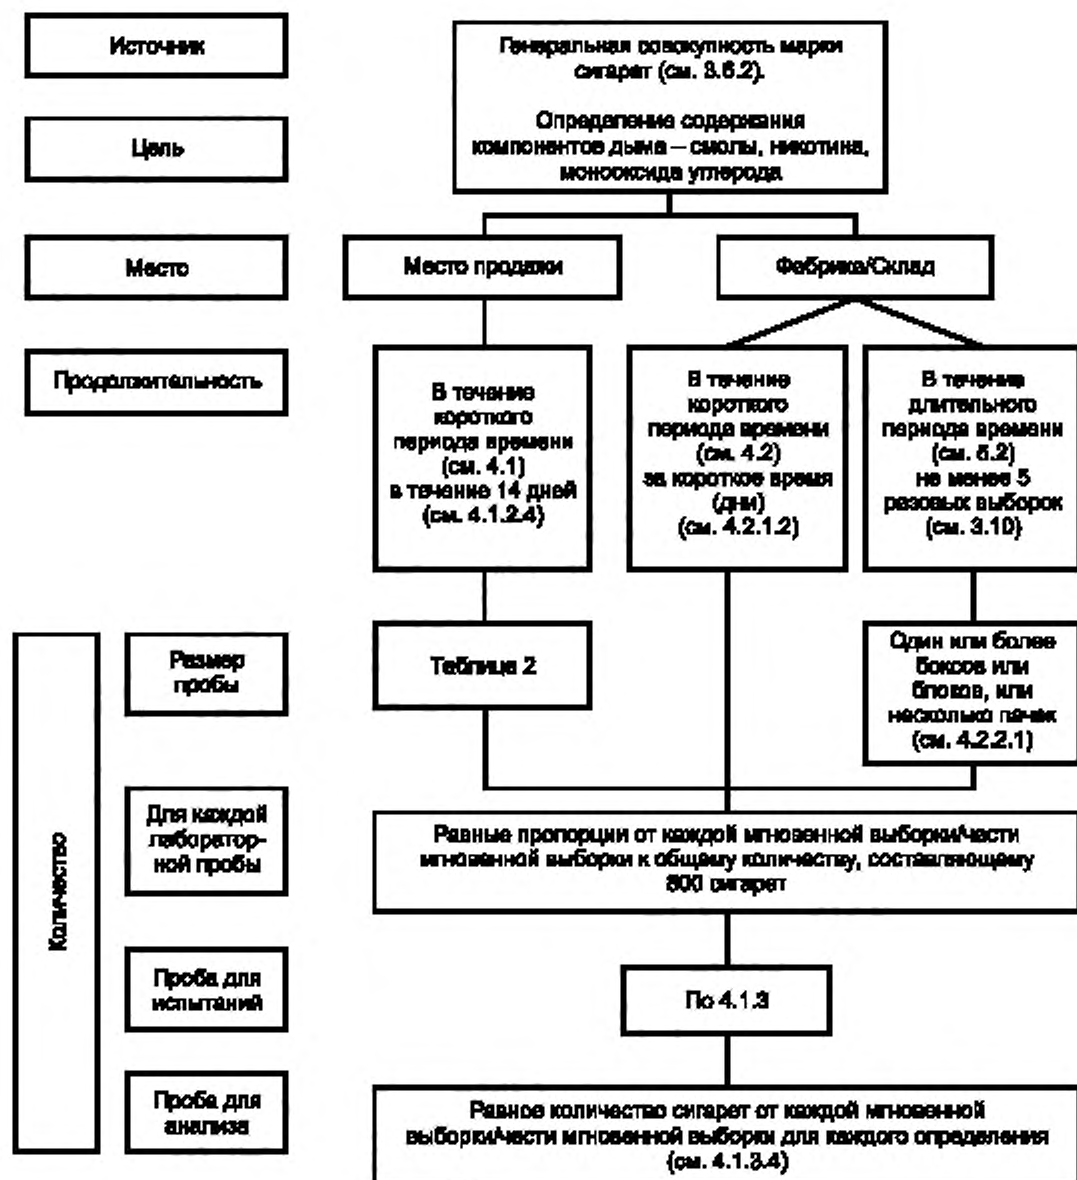 Источник
Генеральная совокупность марки
сигарет (см. 3.6.2).
Цель
Определение содержания
компонентов дыма – смолы, никотина,
монооксида углерода
Место
Место продажи
Фабрика/Склад
Продолжительность
В течение
короткого
периода времени
(см. 4.1)
в течение 14 дней
(см. 4.1.2.4)
В течение
короткого
периода времени
(см. 4.2)
за короткое время
(дни)
(см. 4.2.1.2)
В течение
длительного
периода времени
(см. 5.2)
не менее 5
разовых выборок
(см. 3.10)
Количество
Размер
пробы
Таблица 2
Один или более
боксов или
блоков, или
несколько пачек
(см. 4.2.2.1)
Для каждой
лаборатор-
ной пробы
Равные пропорции от каждой мгновенной выборки/части
мгновенной выборки к общему количеству, составляющему
сигарет
Проба для
испытаний
По 4.1.3
Проба для
анализа
Равное количество сигарет от каждой мгновенной
выборки/части мгновенной выборки для каждого определения
(см. 4.1.3.4)